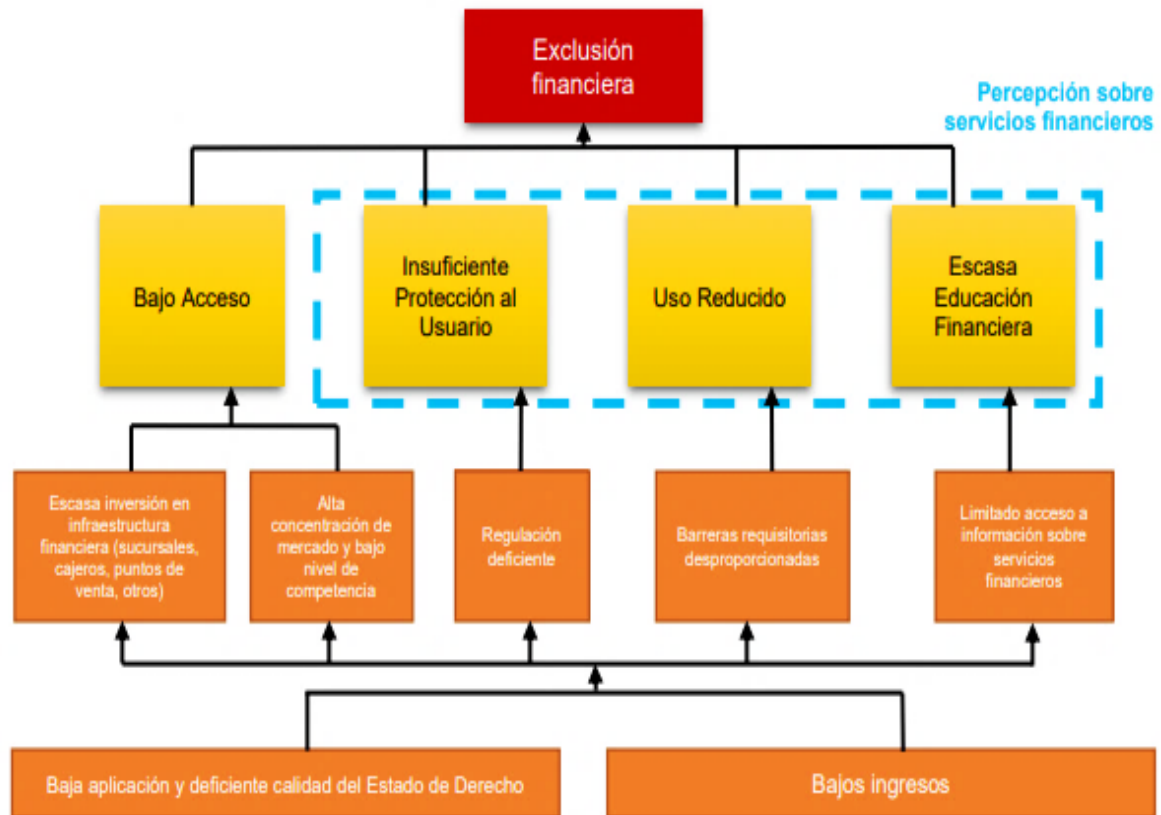 Exclusión
financiera
Percepción sobre
servicios financieros
Bajo Acceso
Insuficiente
Protección al
Usuario
Uso Reducido
Escasa
Educación
Financiera
Escasa inversión en
infraestructura
financiera (sucursales,
cajeros, puntos de
venta, otros)
Alta
concentración de
mercado y bajo
nivel de
competencia
Regulación
deficiente
Barreras requisitorias
desproporcionadas
Limitado acceso a
información sobre
servicios
financieros
Baja aplicación y deficiente calidad del Estado de Derecho
Bajos ingresos